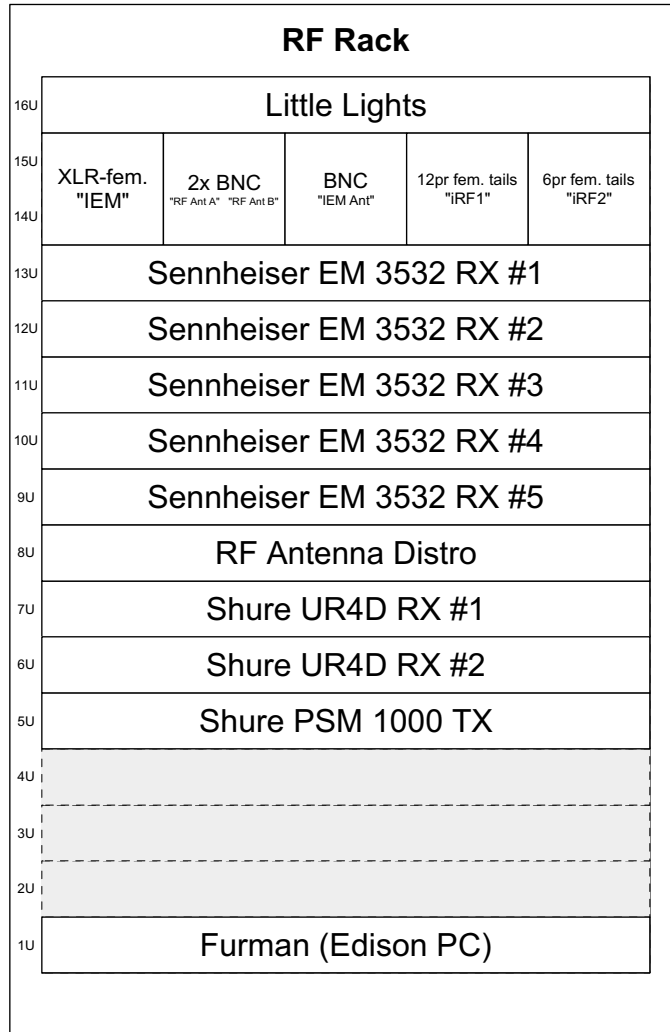 RF Rack
16U
Little Lights
15U
14U
XLR-fem.
"IEM"
2x BNC
"RF Ant A" "RF Ant B"
BNC
"IEM Ant"
12pr fem. tails
"iRF1"
6pr fem. tails
"iRF2"
13U
Sennheiser EM 3532 RX #1
12U
Sennheiser EM 3532 RX #2
11U
Sennheiser EM 3532 RX #3
10U
Sennheiser EM 3532 RX #4
9U
Sennheiser EM 3532 RX #5
8U
RF Antenna Distro
7U
Shure UR4D RX #1
6U
Shure UR4D RX #2
5U
Shure PSM 1000 TX
4U
3U
2U
1U
Furman (Edison PC)